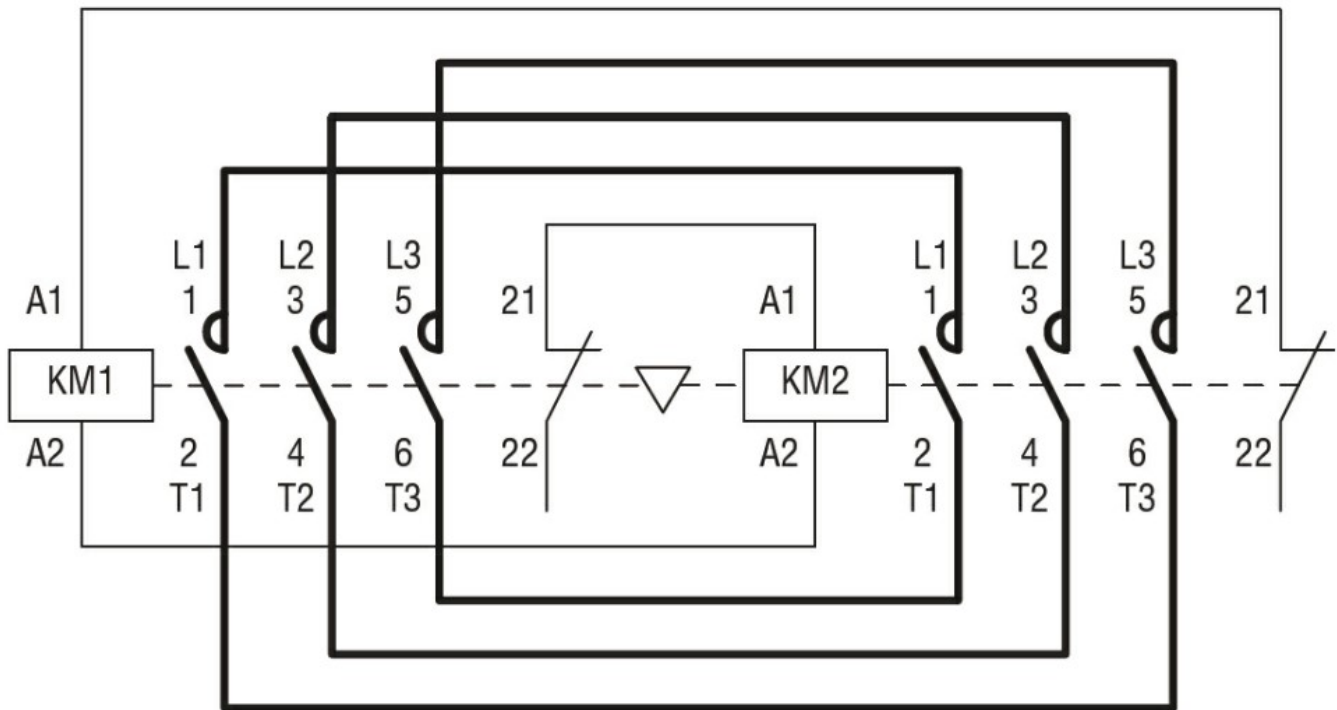 L1 L2 L3 L1 L2 L3
A1 1 3 5 21 A1 1 3 5 21
KM1 KM2
A2 2 4 6 22 A2 2 4 6 22
T1 T2 T3 T1 T2 T3